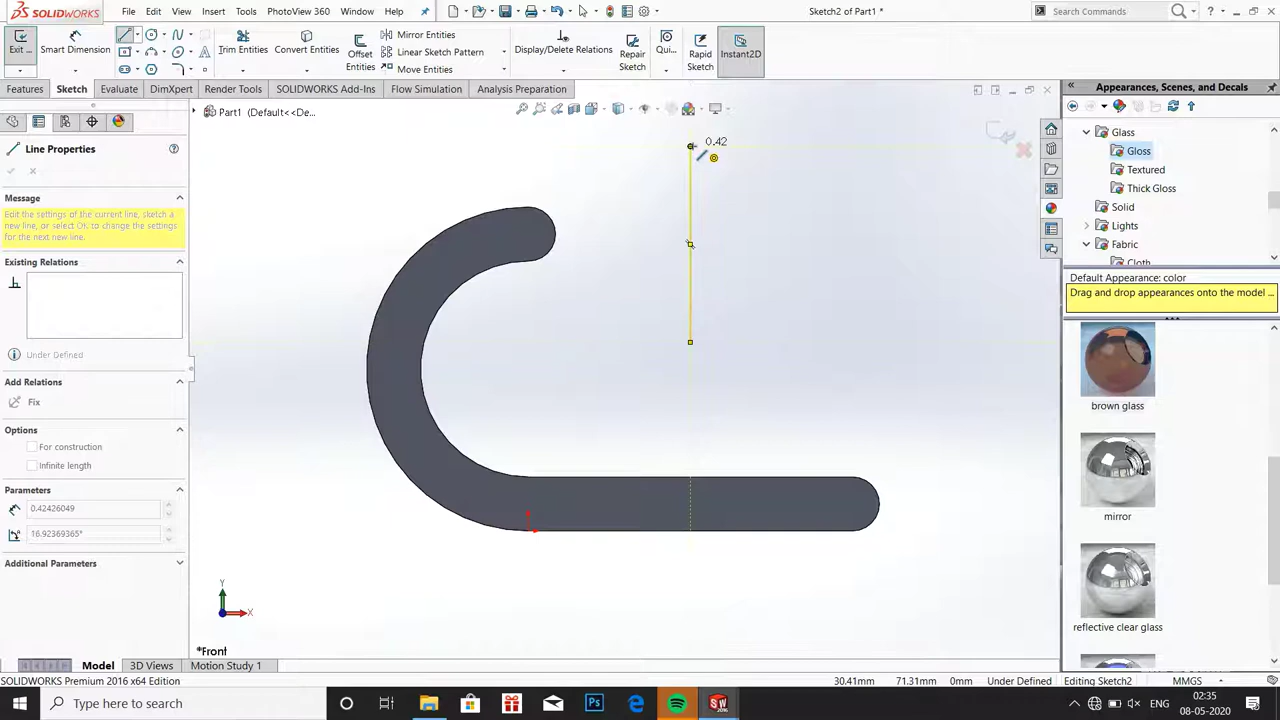 SOLIDWORKS File Edit View Insert Tools PhotoView 360 Window Help Sketch2 of Part1 * Search Commands
Exit ... Smart Dimension Trim Entities Convert Entities Offset Entities Mirror Entities Linear Sketch Pattern Move Entities Display/Delete Relations Repair Sketch Qui... Rapid Sketch Instant2D
Features Sketch Evaluate DimXpert Render Tools SOLIDWORKS Add-Ins Flow Simulation Analysis Preparation
Appearances, Scenes, and Decals
Part1 (Default<<De...
Line Properties
Message
Edit the settings of the current line, sketch a
new line, or select OK to change the settings
for the next new line.
Existing Relations
Under Defined
Add Relations
Fix
Options
For construction
Infinite length
Parameters
0.42426049
16.92369365°
Additional Parameters
0.42
Y
X
*Front
Glass
Gloss
Textured
Thick Gloss
Solid
Lights
Fabric
Cloth
Default Appearance: color
Drag and drop appearances onto the model ...
brown glass
mirror
reflective clear glass
Model 3D Views Motion Study 1
SOLIDWORKS Premium 2016 x64 Edition 30.41mm 71.31mm 0mm Under Defined Editing Sketch2 MMGS
Type here to search
ENG
02:35
08-05-2020